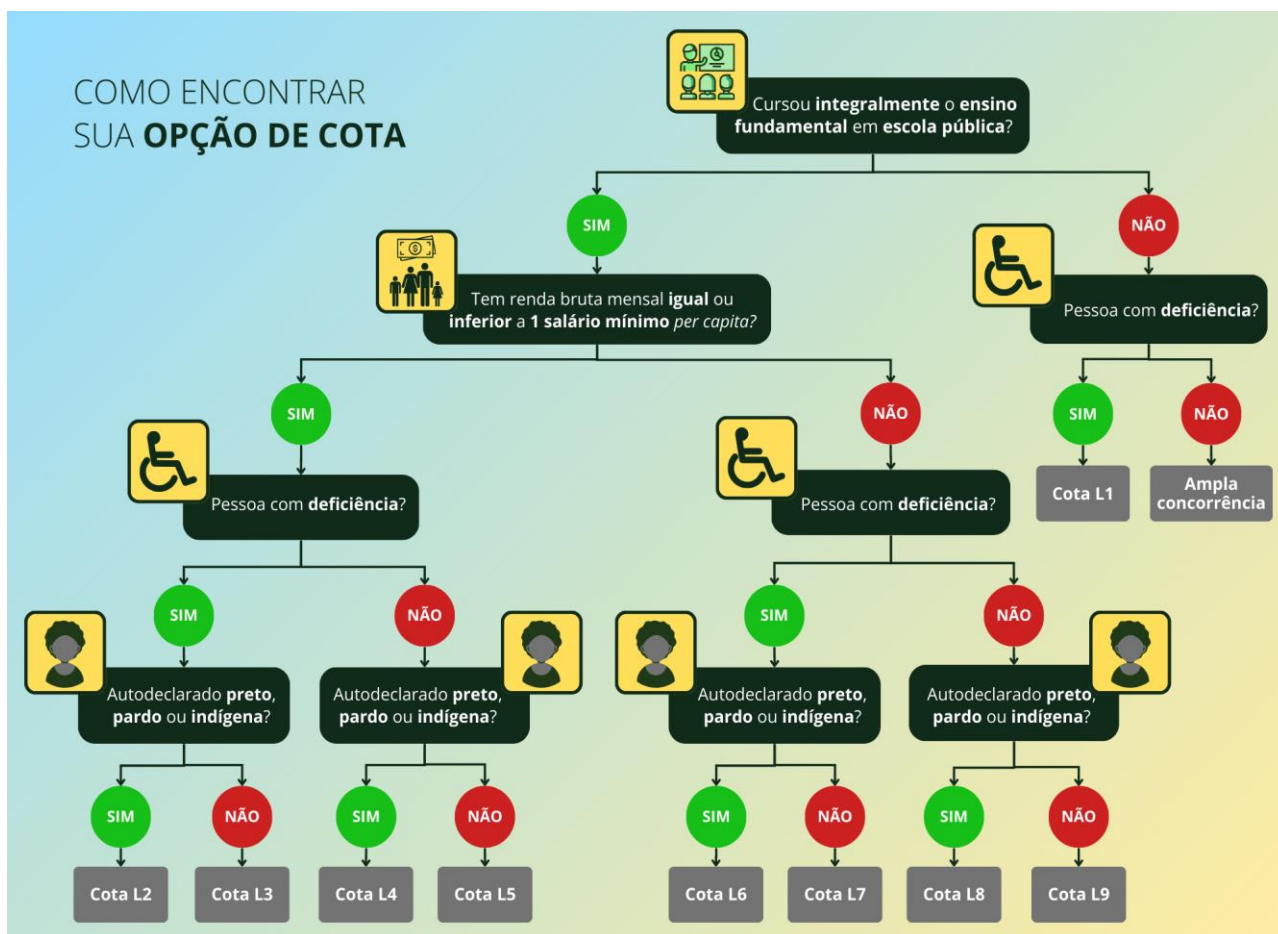 COMO ENCONTRAR
SUA OPÇÃO DE COTA
Cursou integralmente o ensino
fundamental em escola pública?
SIM
NÃO
Tem renda bruta mensal igual ou
inferior a 1 salário mínimo per capita?
Pessoa com deficiência?
SIM
NÃO
SIM
NÃO
Pessoa com deficiência?
Pessoa com deficiência?
Cota L1
Ampla
concorrência
SIM
NÃO
SIM
NÃO
Autodeclarado preto,
pardo ou indígena?
Autodeclarado preto,
pardo ou indígena?
Autodeclarado preto,
pardo ou indígena?
Autodeclarado preto,
pardo ou indígena?
SIM
NÃO
SIM
NÃO
SIM
NÃO
SIM
NÃO
Cota L2
Cota L3
Cota L4
Cota L5
Cota L6
Cota L7
Cota L8
Cota L9